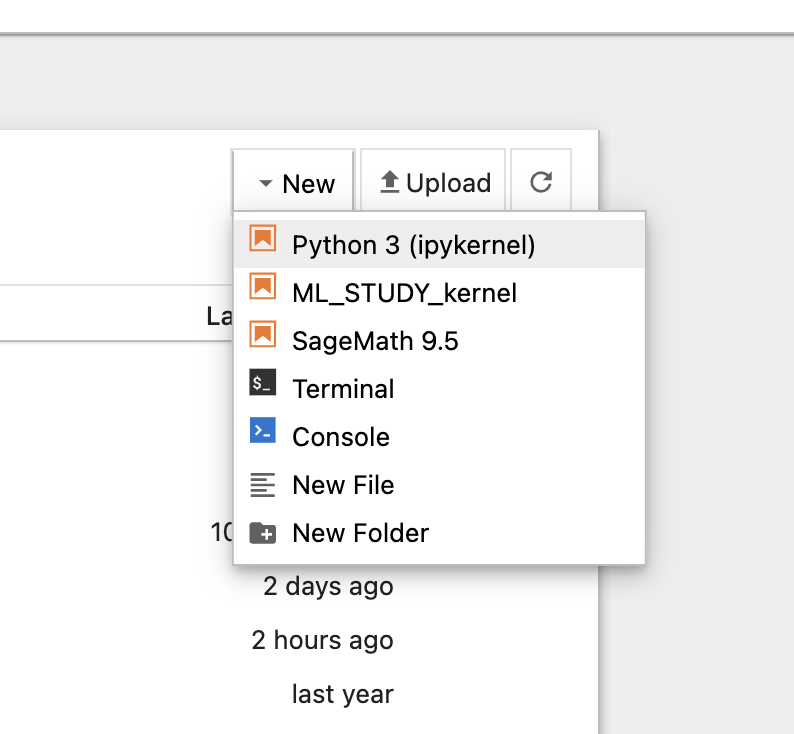 New Upload
Python 3 (ipykernel)
ML_STUDY_kernel
La
SageMath 9.5
Terminal
Console
New File
10
New Folder
2 days ago
2 hours ago
last year